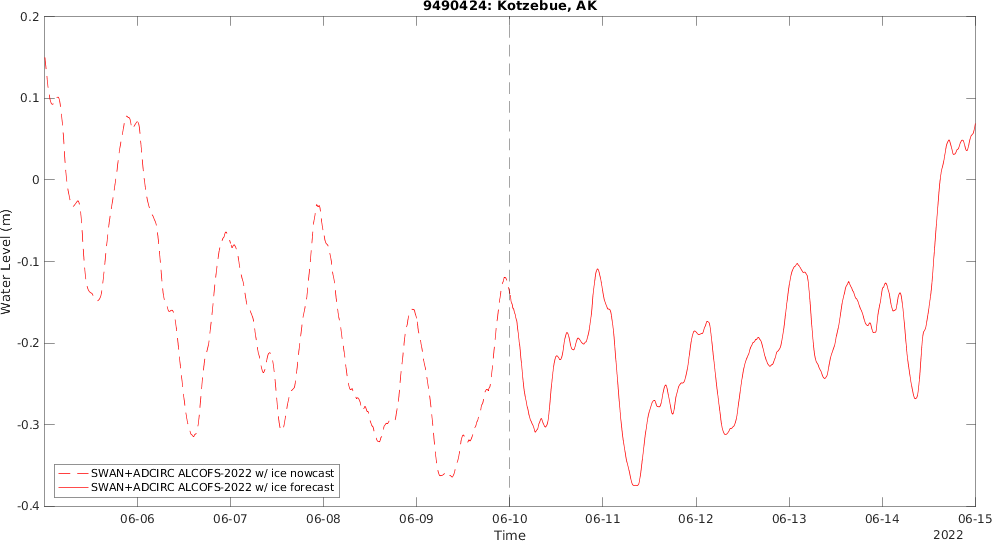 9490424: Kotzebue, AK
0.2
0.1
0
-0.1
-0.2
-0.3
-0.4
Water Level (m)
SWAN+ADCIRC ALCOFS-2022 w/ ice nowcast
SWAN+ADCIRC ALCOFS-2022 w/ ice forecast
06-06 06-07 06-08 06-09 06-10 06-11 06-12 06-13 06-14 06-15
Time
2022